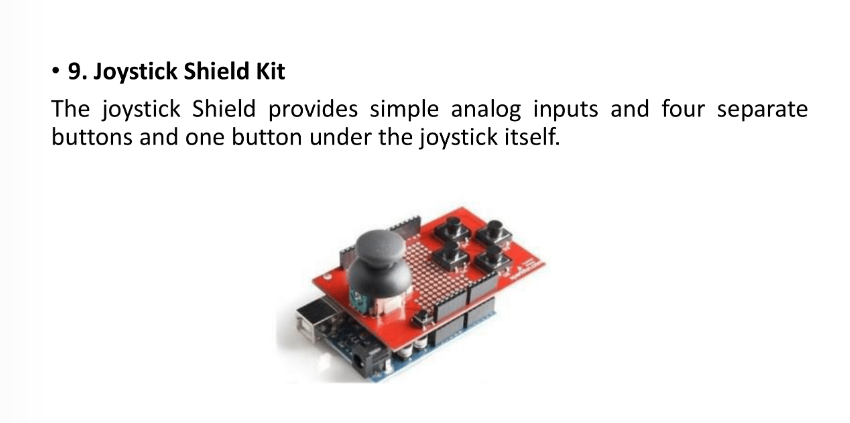 • 9. Joystick Shield Kit
The joystick Shield provides simple analog inputs and four separate
buttons and one button under the joystick itself.